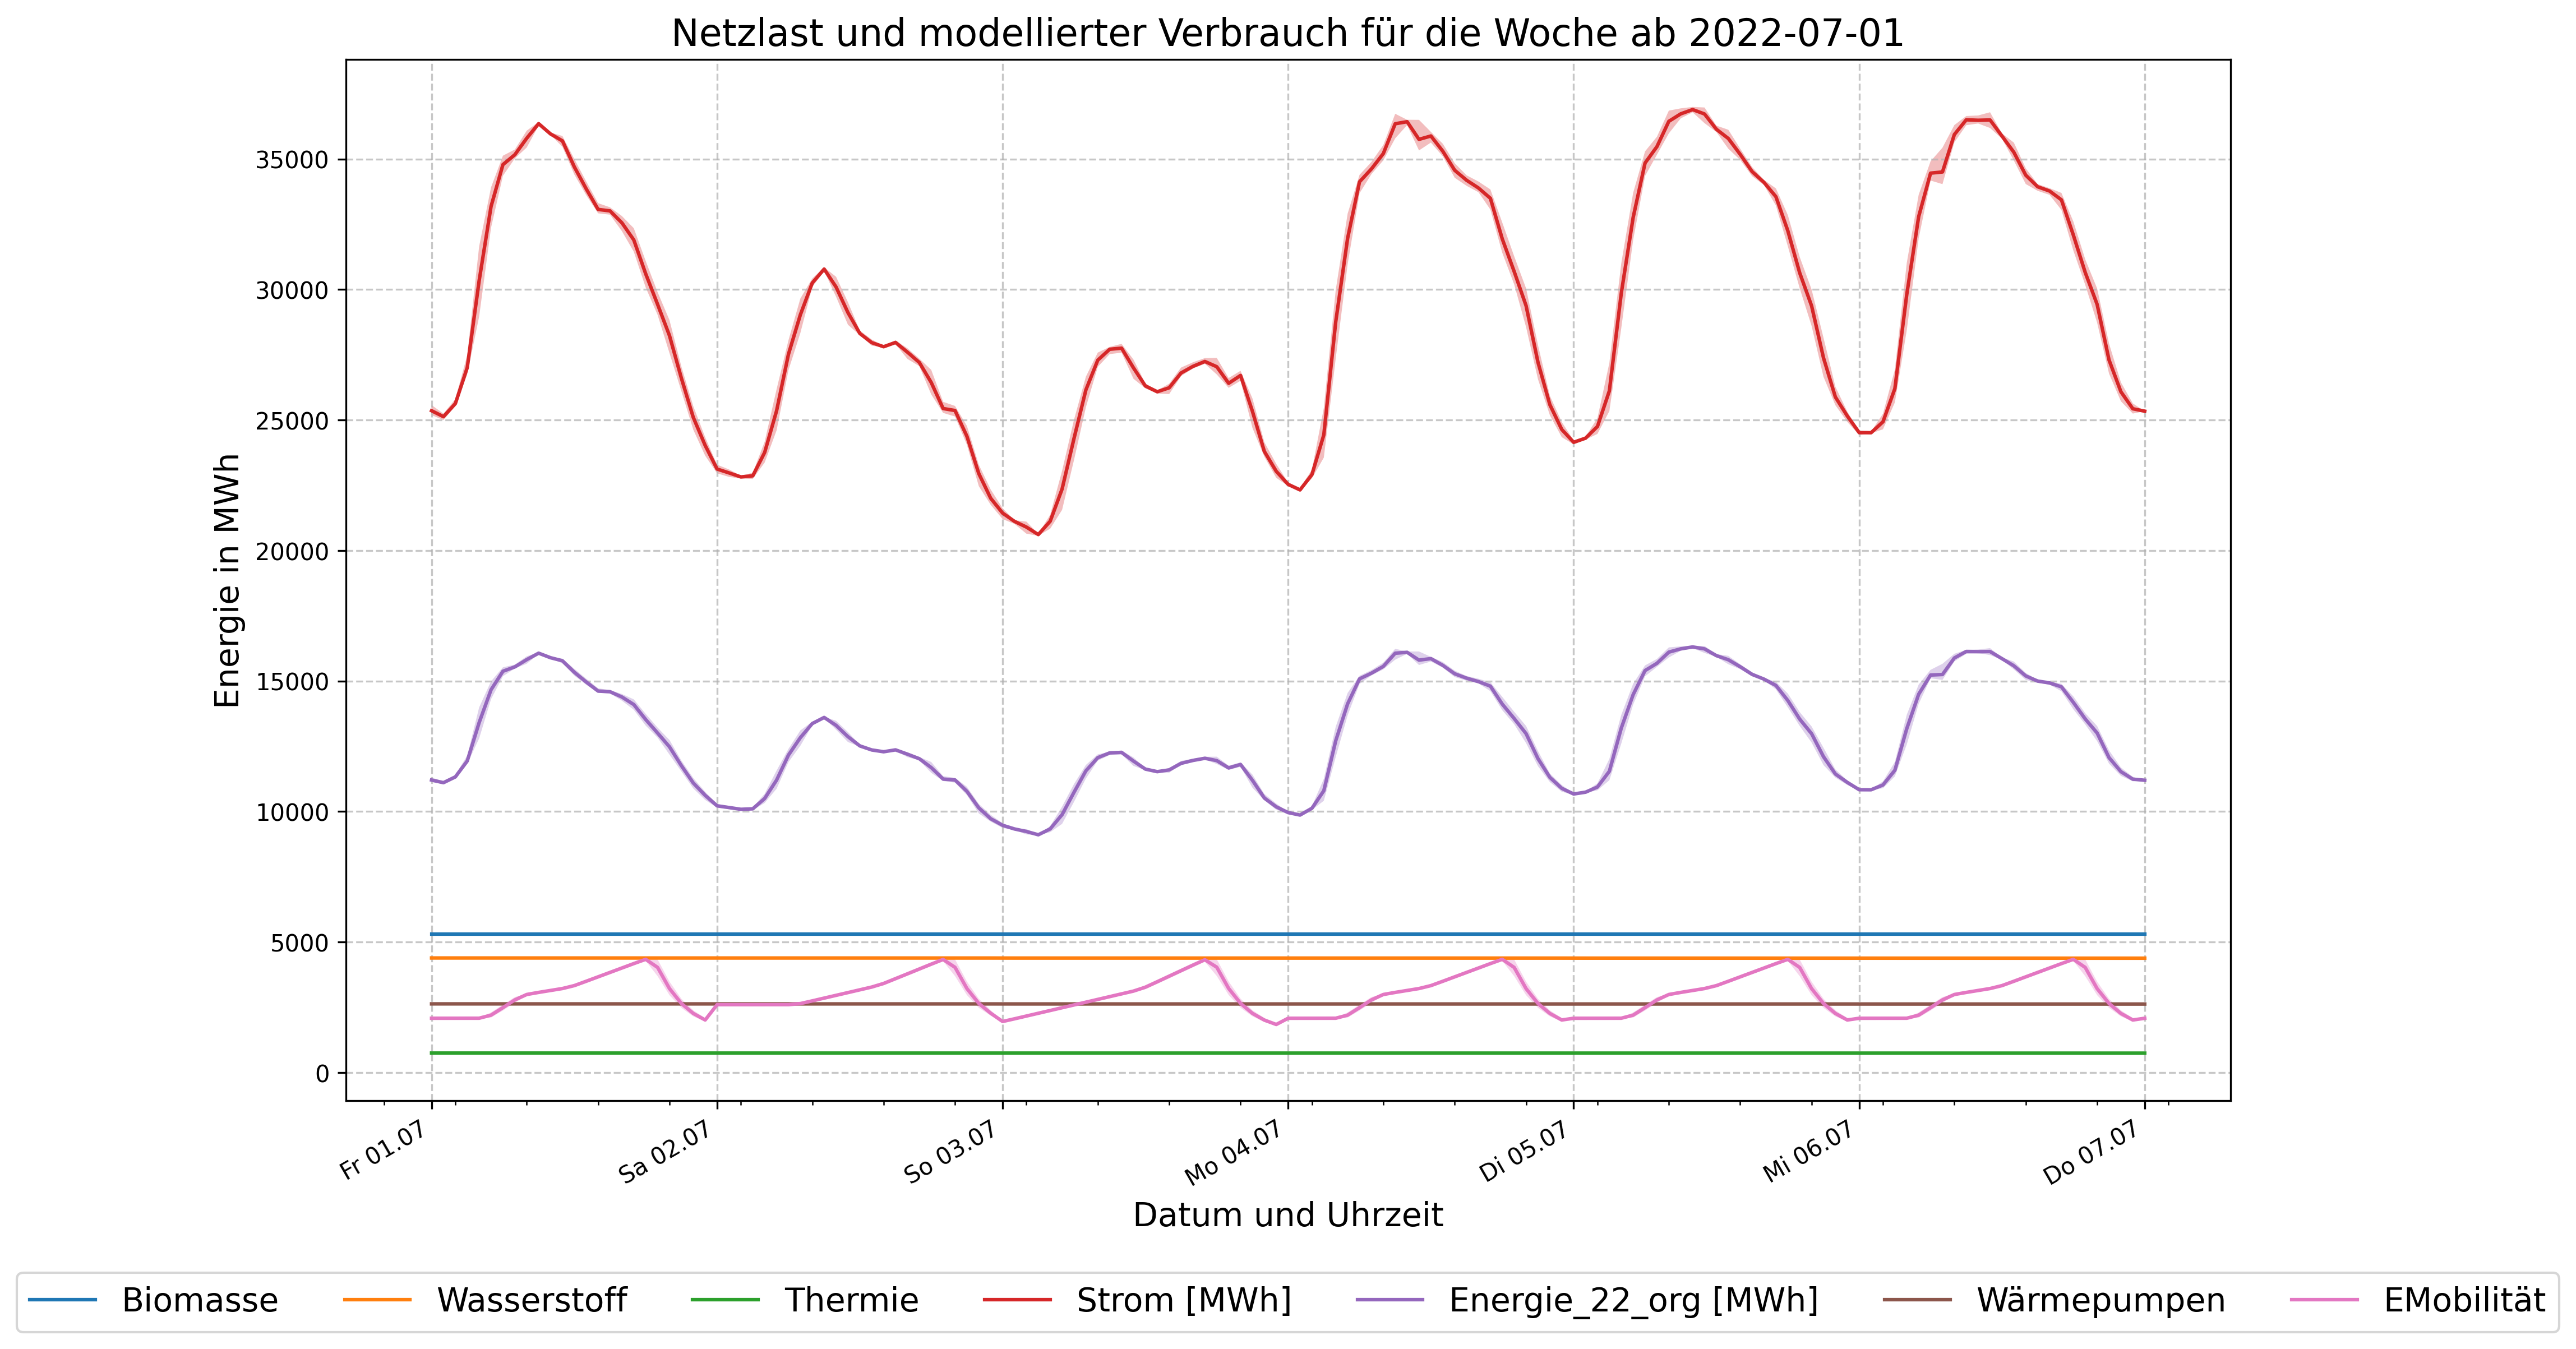 Netzlast und modellierter Verbrauch für die Woche ab 2022-07-01
Energie in MWh
35000
30000
25000
20000
15000
10000
5000
0
Fr 01.07
Sa 02.07
So 03.07
Mo 04.07
Di 05.07
Mi 06.07
Do 07.07
Datum und Uhrzeit
Biomasse Wasserstoff Thermie Strom [MWh] Energie_22_org [MWh] Wärmepumpen EMobilität